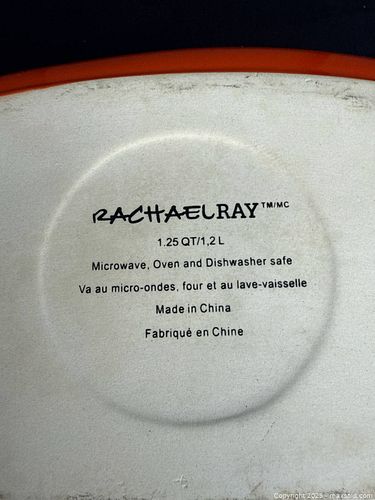 RACHAELRAY™/MC
1.25 QT/1,2 L
Microwave, Oven and Dishwasher safe
Va au micro-ondes, four et au lave-vaisselle
Made in China
Fabriqué en Chine